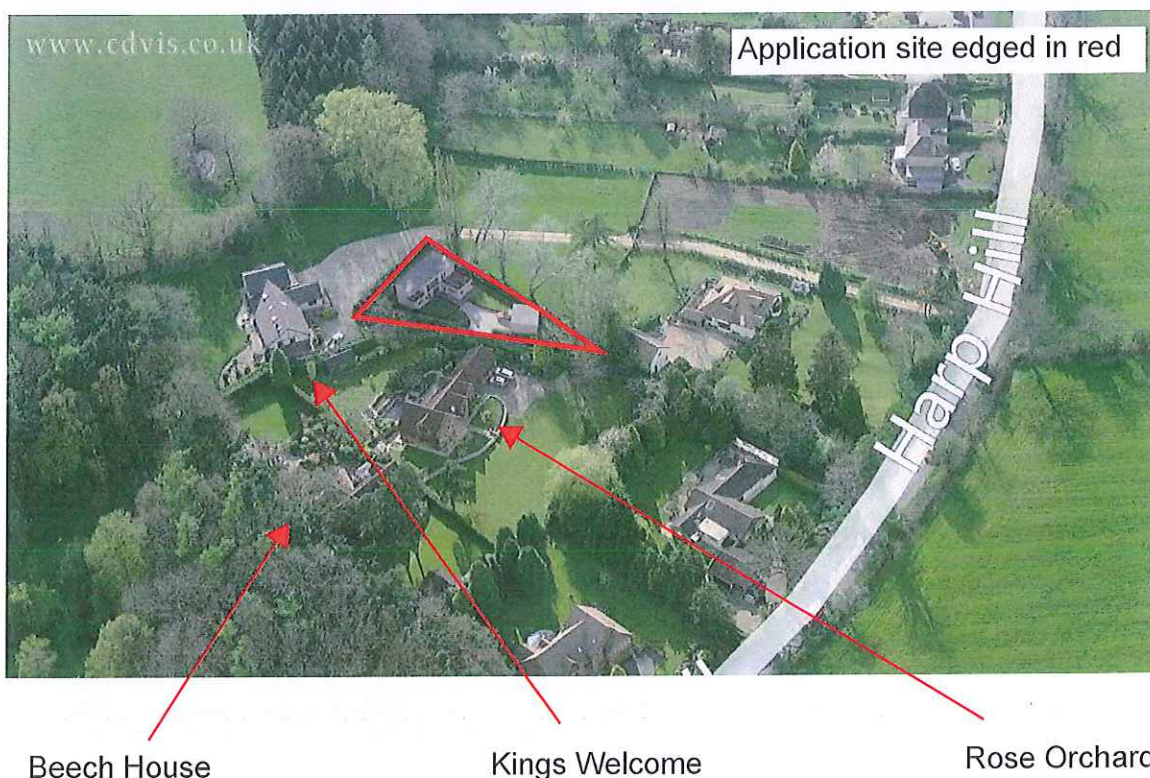 www.cdvis.co.uk
Application site edged in red
Harp Hill
Beech House
Kings Welcome
Rose Orchard